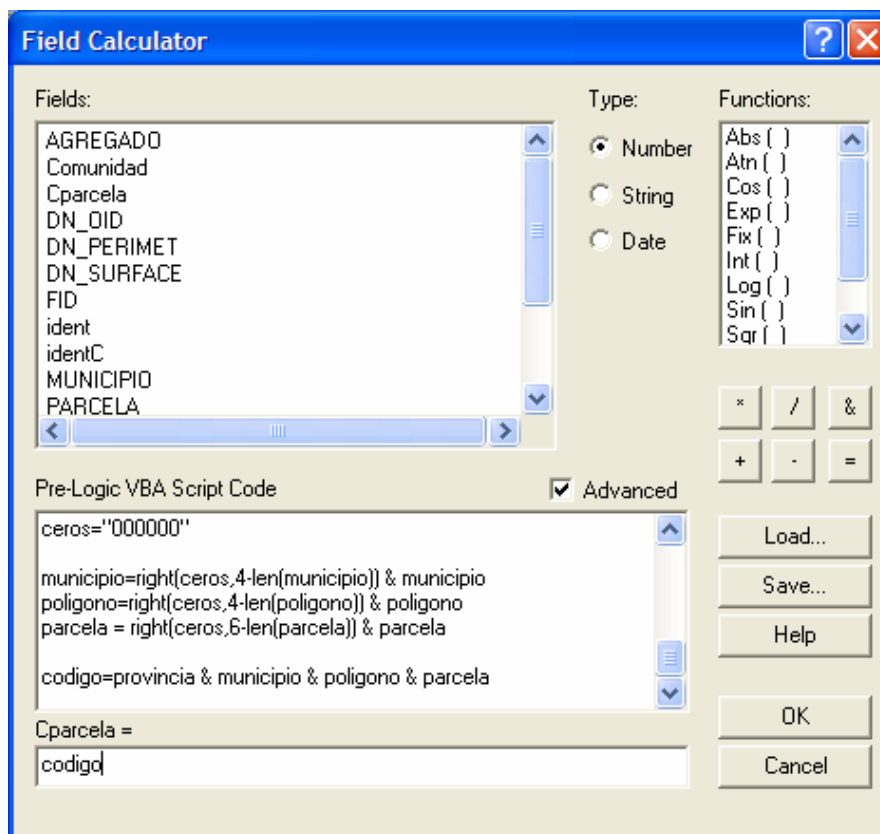 Field Calculator
Fields:
Type:
Functions:
AGREGADO
Comunidad
Cparcela
DN_OID
DN_PERIMET
DN_SURFACE
FID
ident
identC
MUNICIPIO
PARCELA
Number
String
Date
Abs ( )
Atn ( )
Cos ( )
Exp ( )
Fix ( )
Int ( )
Log ( )
Sin ( )
Sqr ( )
* / &
+ - =
Pre-Logic VBA Script Code
Advanced
ceros="000000"
municipio=right(ceros,4-len(municipio)) & municipio
poligono=right(ceros,4-len(poligono)) & poligono
parcela = right(ceros,6-len(parcela)) & parcela
codigo=provincia & municipio & poligono & parcela
Load...
Save...
Help
Cparcela =
codigo
OK
Cancel